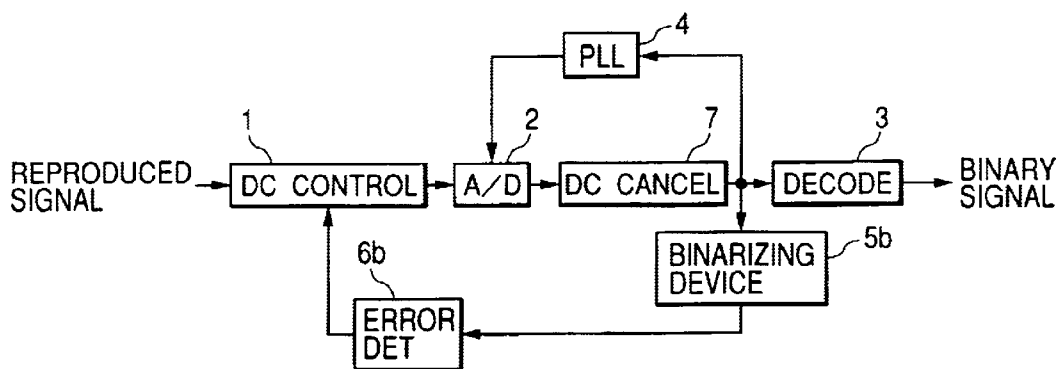 4
PLL
1
2
7
3
REPRODUCED
SIGNAL
DC CONTROL
A/D
DC CANCEL
DECODE
BINARY
SIGNAL
6b
BINARIZING
DEVICE
5b
ERROR
DET